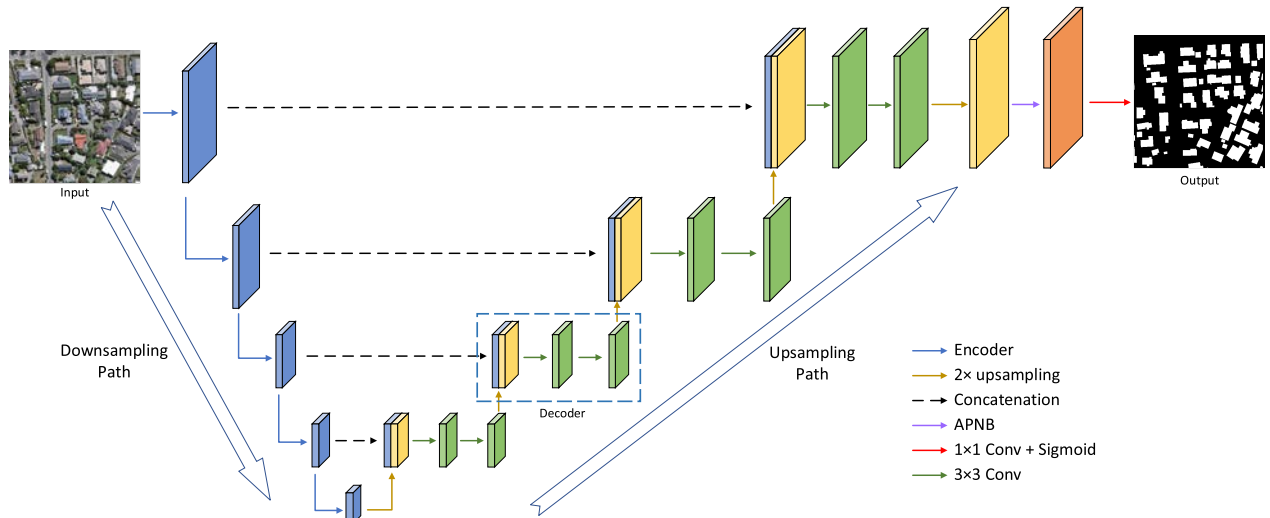 Input
Output
Downsampling
Path
Upsampling
Path
Decoder
Encoder
2× upsampling
Concatenation
APNB
1×1 Conv + Sigmoid
3×3 Conv